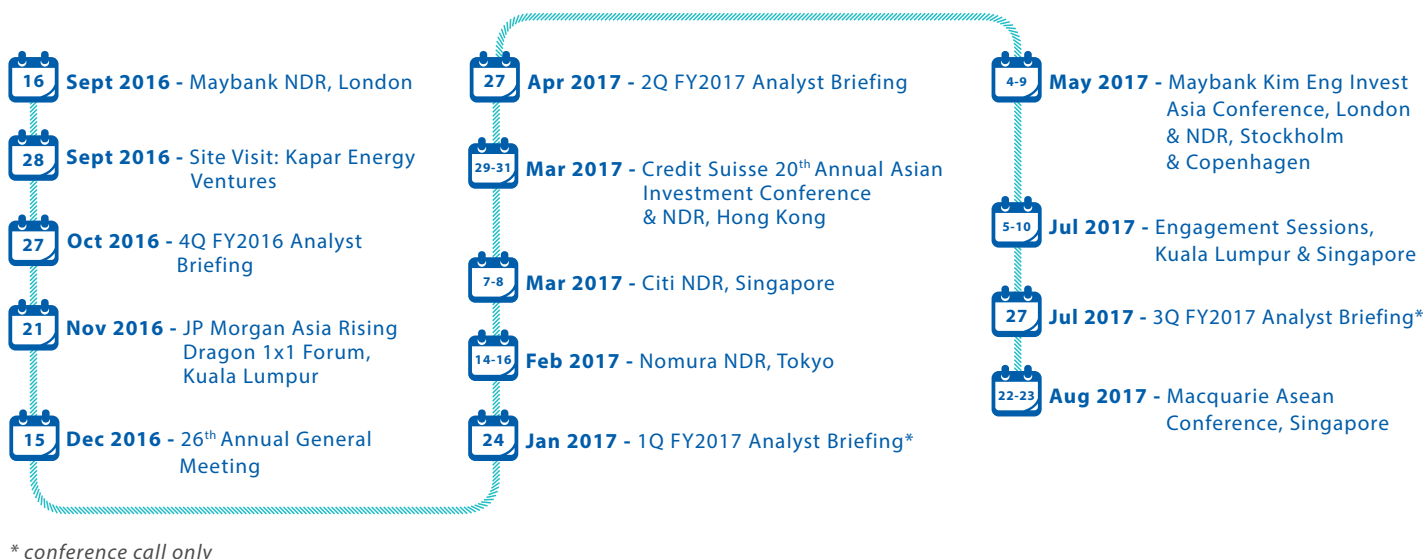 16
Sept 2016 - Maybank NDR, London
28
Sept 2016 - Site Visit: Kapar Energy
Ventures
27
Oct 2016 - 4Q FY2016 Analyst
Briefing
21
Nov 2016 - JP Morgan Asia Rising
Dragon 1x1 Forum,
Kuala Lumpur
15
Dec 2016 - 26th Annual General
Meeting
27
Apr 2017 - 2Q FY2017 Analyst Briefing
29-31
Mar 2017 - Credit Suisse 20th Annual Asian
Investment Conference
& NDR, Hong Kong
7-8
Mar 2017 - Citi NDR, Singapore
14-16
Feb 2017 - Nomura NDR, Tokyo
24
Jan 2017 - 1Q FY2017 Analyst Briefing*
4-9
May 2017 - Maybank Kim Eng Invest
Asia Conference, London
& NDR, Stockholm
& Copenhagen
5-10
Jul 2017 - Engagement Sessions,
Kuala Lumpur & Singapore
27
Jul 2017 - 3Q FY2017 Analyst Briefing*
22-23
Aug 2017 - Macquarie Asean
Conference, Singapore
* conference call only